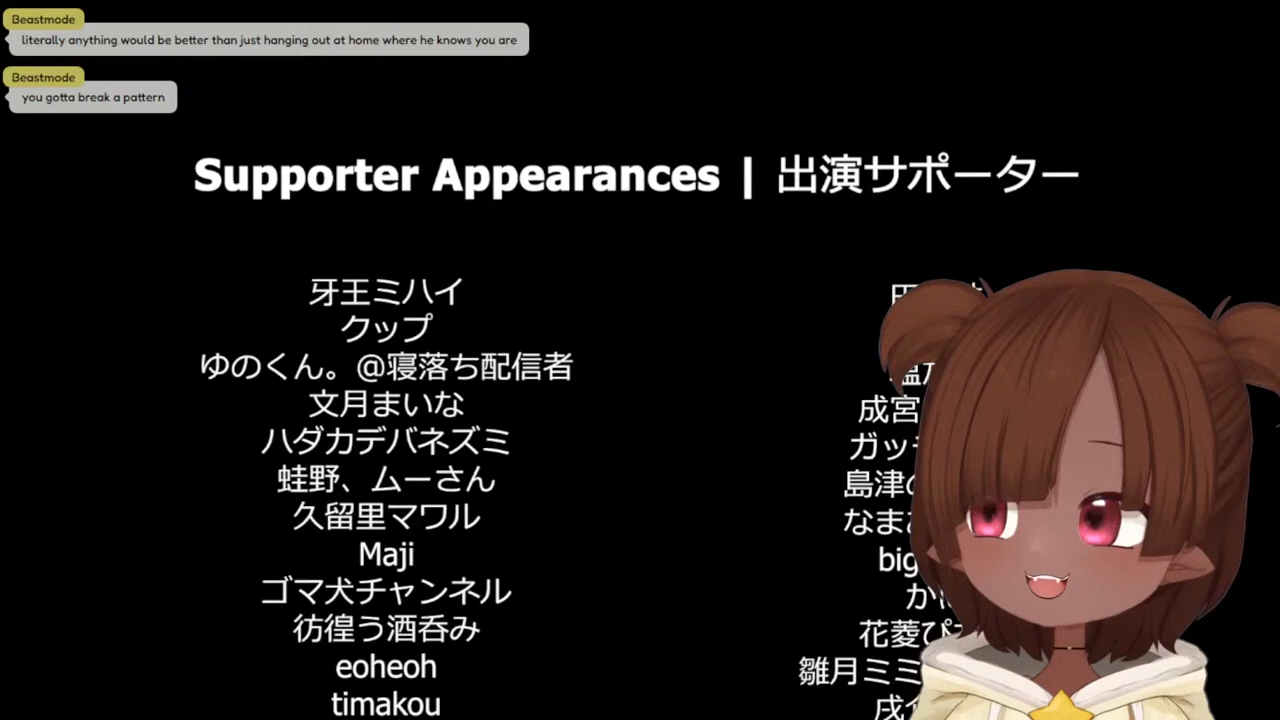 Beastmode
literally anything would be better than just hanging out at home where he knows you are
Beastmode
you gotta break a pattern
Supporter Appearances | 出演サポーター
牙王ミハイ
クップ
ゆのくん。@寝落ち配信者
文月まいな
ハダカデバネズミ
蛙野、ムーさん
久留里マワル
Maji
ゴマ犬チャンネル
彷徨う酒呑み
eoheoh
timakou
成宮
ガッ
島津
なま
big
か
花菱ぴ
雛月ミミ